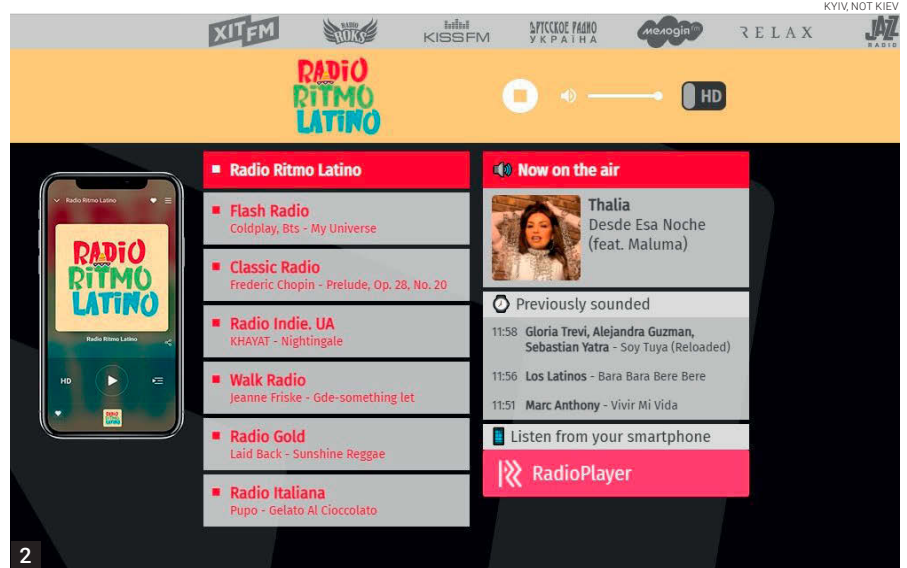 KYIV, NOT KIEV
ХІТ FM
RADIO ROKS
KISSFM
РУССКОЕ РАДИО УКРАЇНА
мелодія
RELAX
JAZZ RADIO
RADIO
RITMO
LATINO
HD
Radio Ritmo Latino
RADIO
RITMO
LATINO
Radio Ritmo Latino
HD
Radio Ritmo Latino
Flash Radio
Coldplay, Bts - My Universe
Classic Radio
Frederic Chopin - Prelude, Op. 28, No. 20
Radio Indie. UA
KHAYAT - Nightingale
Walk Radio
Jeanne Friske - Gde-something let
Radio Gold
Laid Back - Sunshine Reggae
Radio Italiana
Pupo - Gelato Al Cioccolato
Now on the air
Thalia
Desde Esa Noche
(feat. Maluma)
Previously sounded
11:58 Gloria Trevi, Alejandra Guzman,
Sebastian Yatra - Soy Tuya (Reloaded)
11:56 Los Latinos - Bara Bara Bere Bere
11:51 Marc Anthony - Vivir Mi Vida
Listen from your smartphone
RadioPlayer
2